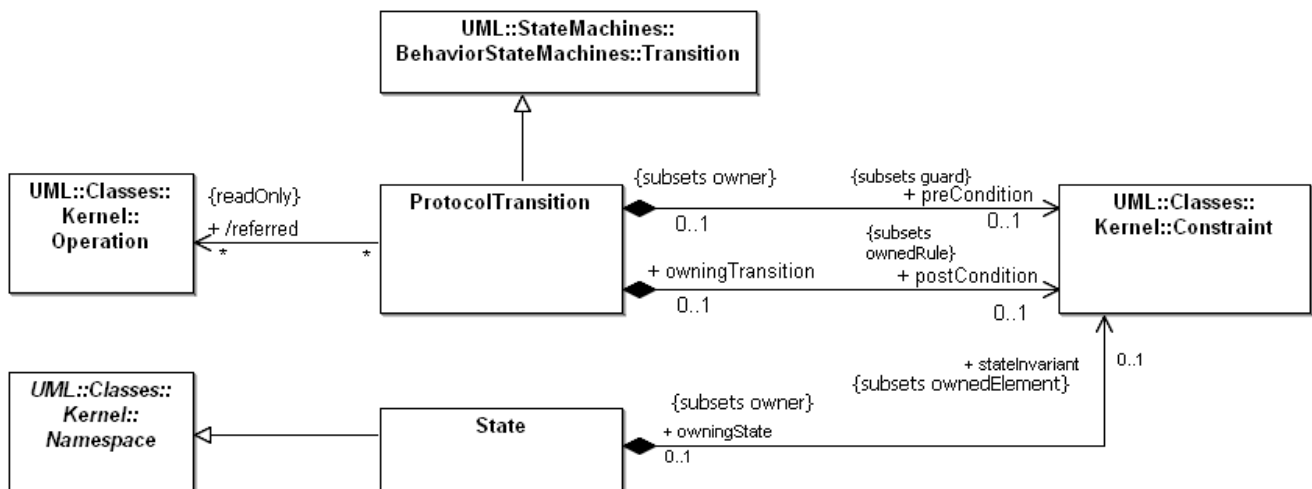 UML::StateMachines::
BehaviorStateMachines::Transition
UML::Classes::
Kernel::
Operation
{readOnly}
+ /referred
*
*
ProtocolTransition
{subsets owner}
0..1
{subsets guard}
+ preCondition
0..1
+ owningTransition
0..1
{subsets
ownedRule}
+ postCondition
0..1
UML::Classes::
Kernel::Constraint
UML::Classes::
Kernel::
Namespace
State
{subsets owner}
+ owningState
0..1
+ stateInvariant
{subsets ownedElement}
0..1